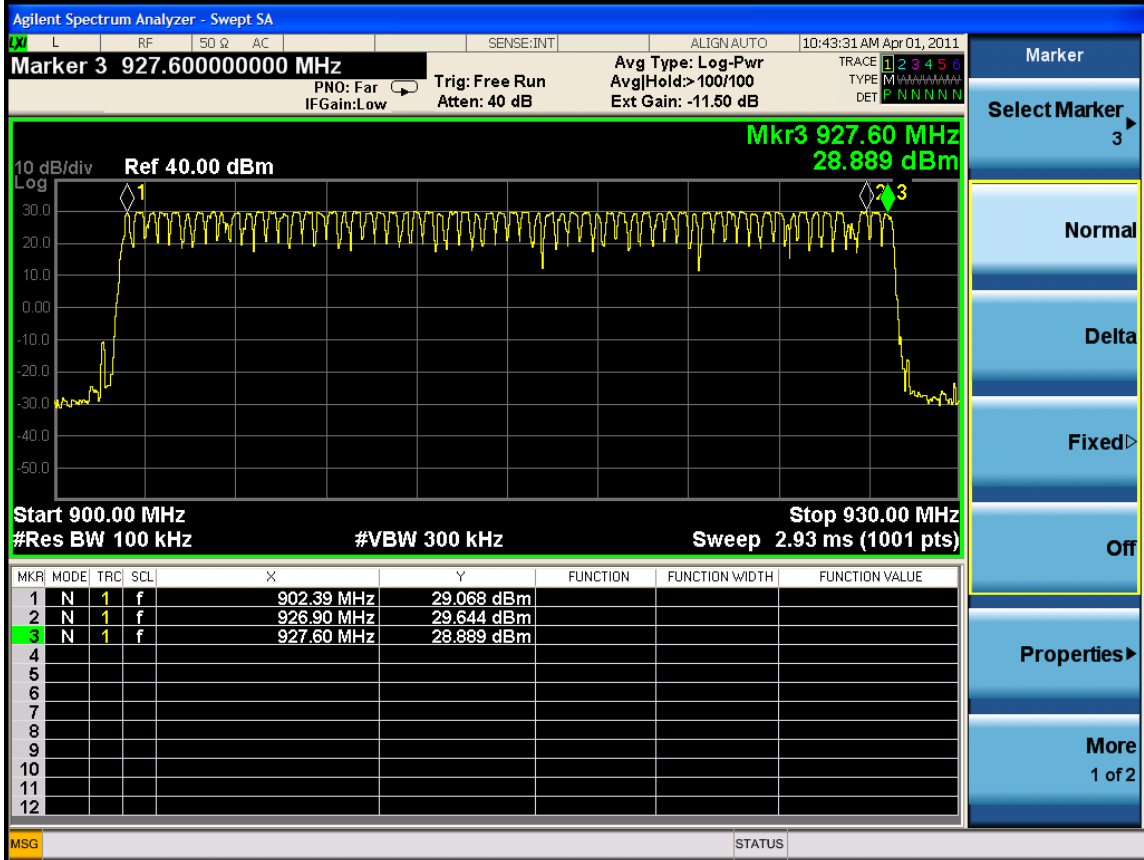 Agilent Spectrum Analyzer - Swept SA
LXI L RF 50 Ω AC SENSE:INT ALIGN AUTO 10:43:31 AM Apr 01, 2011
Marker 3 927.600000000 MHz
PNO: Far
IFGain:Low
Trig: Free Run
Atten: 40 dB
Avg Type: Log-Pwr
Avg|Hold:>100/100
Ext Gain: -11.50 dB
TRACE 1 2 3 4 5 6
TYPE M
DET P N N N N N
Mkr3 927.60 MHz
28.889 dBm
10 dB/div Ref 40.00 dBm
Log
1 2 3
30.0
20.0
10.0
0.00
-10.0
-20.0
-30.0
-40.0
-50.0
Start 900.00 MHz Stop 930.00 MHz
#Res BW 100 kHz #VBW 300 kHz Sweep 2.93 ms (1001 pts)
MKR MODE TRC SCL X Y FUNCTION FUNCTION WIDTH FUNCTION VALUE
1 N 1 f 902.39 MHz 29.068 dBm
2 N 1 f 926.90 MHz 29.644 dBm
3 N 1 f 927.60 MHz 28.889 dBm
4
5
6
7
8
9
10
11
12
MSG STATUS
Marker
Select Marker
3
Normal
Delta
Fixed
Off
Properties
More
1 of 2